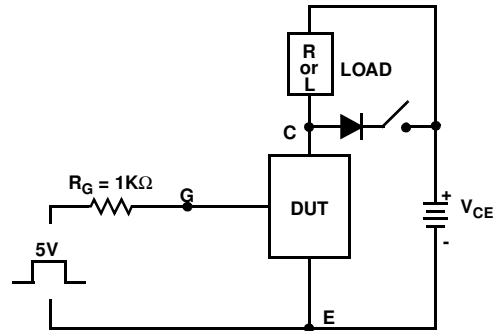 R
or
L
LOAD
C
R_G = 1KΩ
G
DUT
5V
+
V_CE
-
E